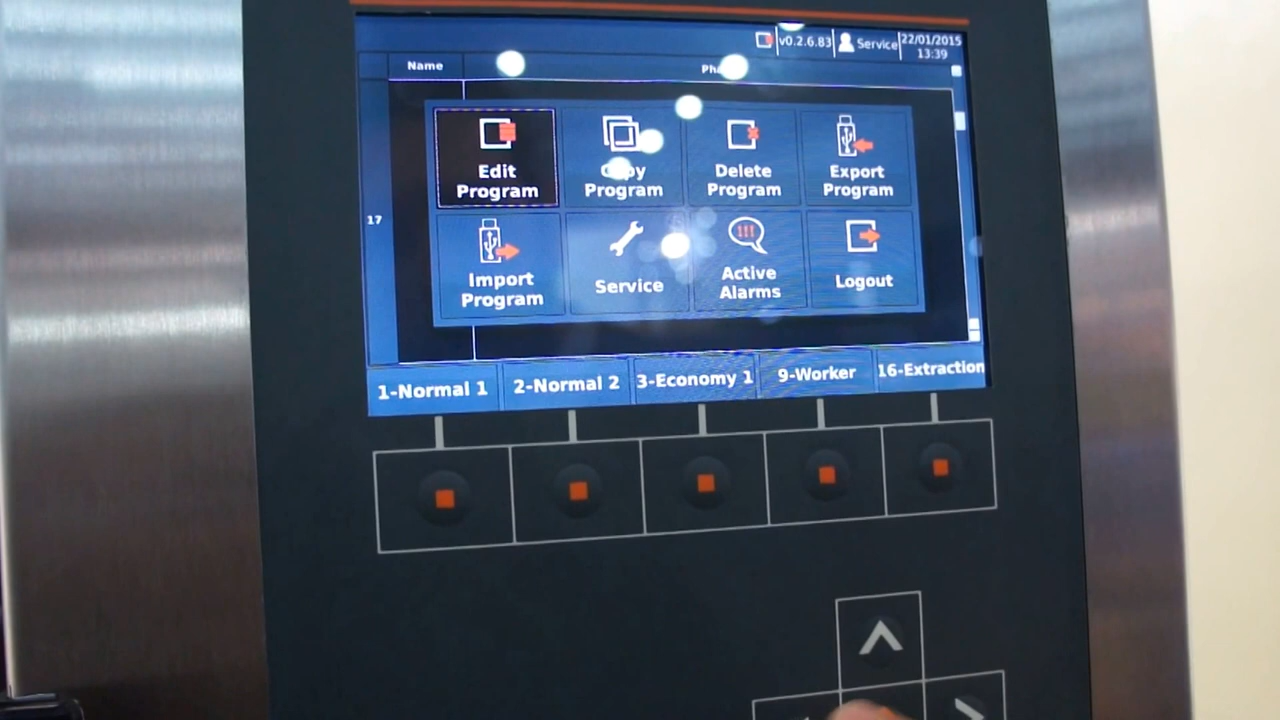 v0.2.6.83 Service 22/01/2015
13:39
Name
Edit
Program
Program
Delete
Program
Export
Program
17
Import
Program
Service
!!!
Active
Alarms
Logout
1-Normal 1
2-Normal 2
3-Economy 1
9-Worker
16-Extraction